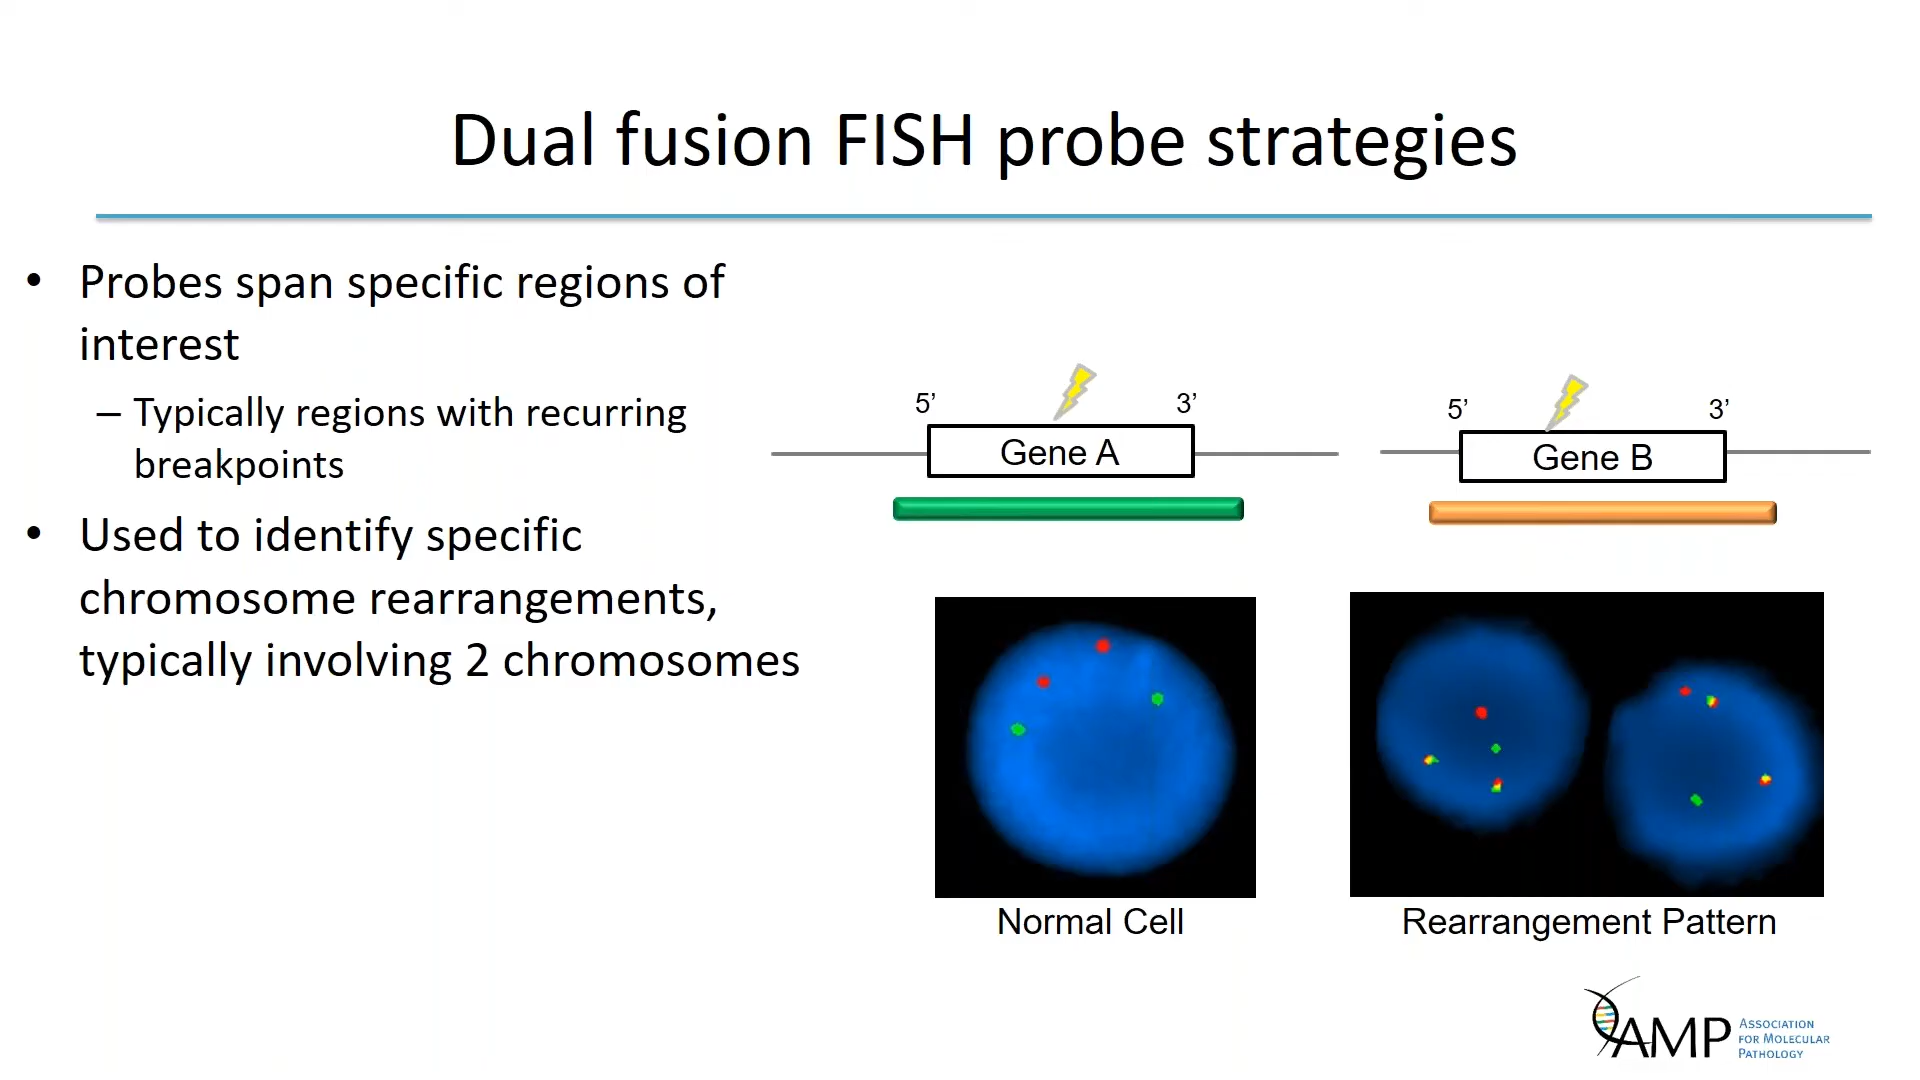 Dual fusion FISH probe strategies
• Probes span specific regions of
interest
– Typically regions with recurring
breakpoints
• Used to identify specific
chromosome rearrangements,
typically involving 2 chromosomes
5’ 3’
Gene A
5’ 3’
Gene B
Normal Cell
Rearrangement Pattern
AMP
ASSOCIATION
FOR MOLECULAR
PATHOLOGY